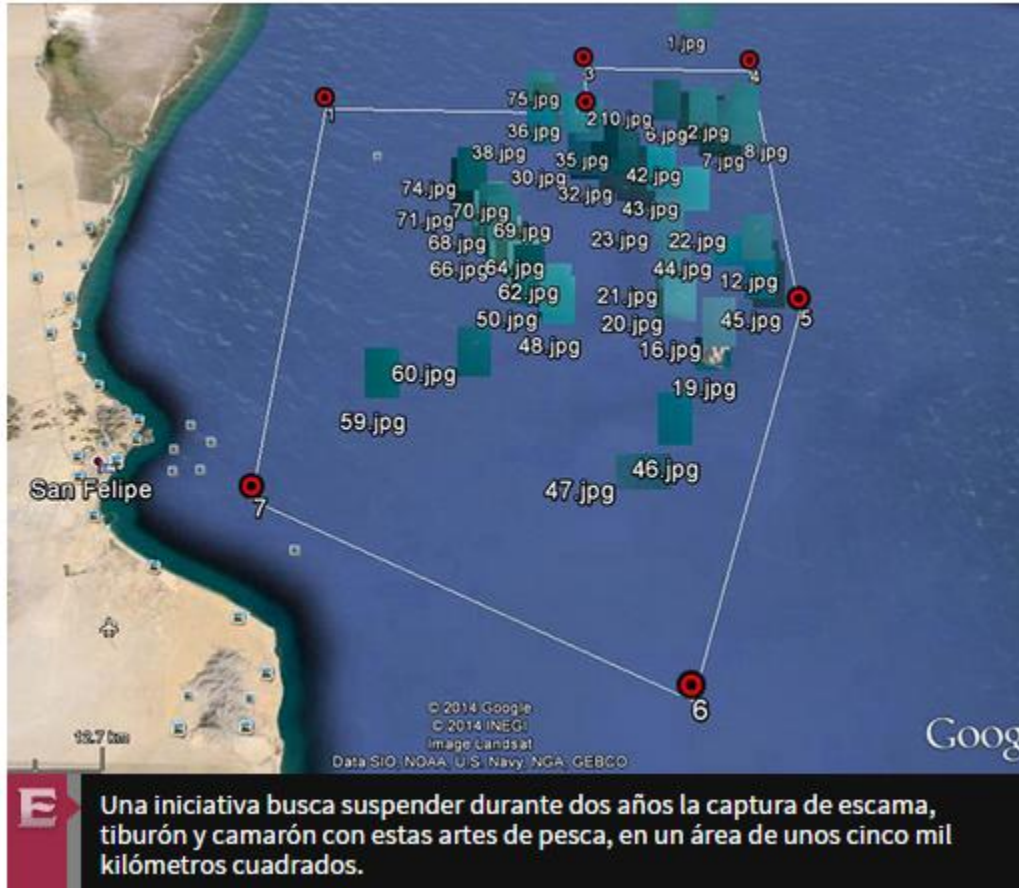 1.jpg
3
4
1
75.jpg
2 10.jpg
6.jpg 2.jpg
36.jpg
8.jpg
38.jpg
35.jpg
7.jpg
30.jpg
42.jpg
74.jpg
32.jpg
70.jpg
43.jpg
71.jpg
69.jpg
68.jpg
23.jpg
22.jpg
66.jpg
64.jpg
44.jpg
12.jpg
62.jpg
21.jpg
50.jpg
20.jpg
45.jpg
5
48.jpg
16.jpg
60.jpg
19.jpg
59.jpg
46.jpg
47.jpg
San Felipe
7
6
© 2014 Google
© 2014 INEGI
Image Landsat
Data SIO, NOAA, U.S. Navy, NGA, GEBCO
12.7 km
Goog
E
Una iniciativa busca suspender durante dos años la captura de escama,
tiburón y camarón con estas artes de pesca, en un área de unos cinco mil
kilómetros cuadrados.